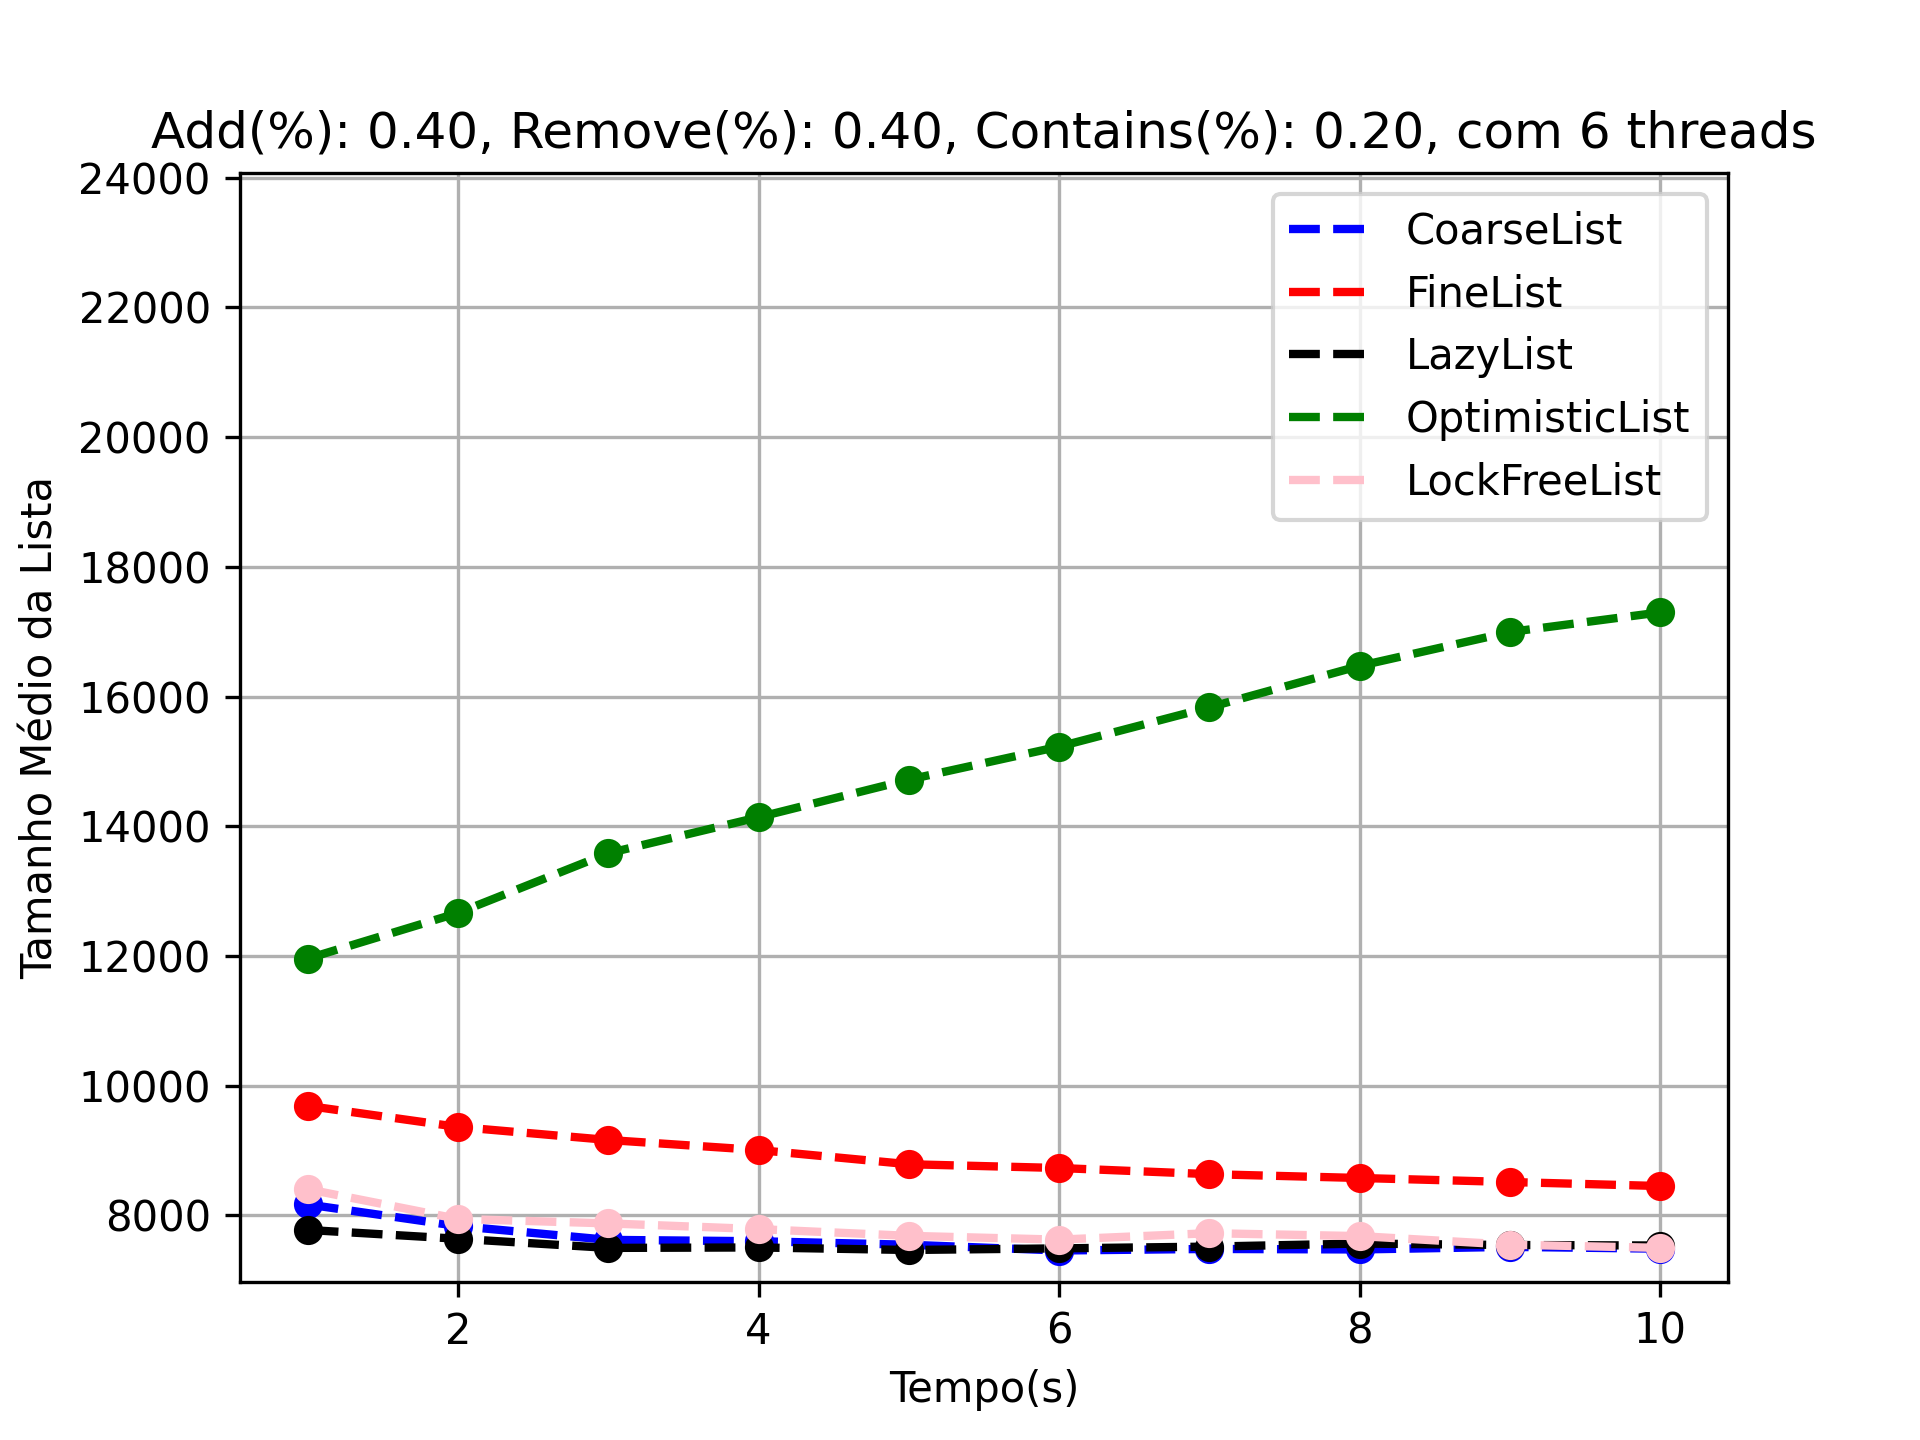 Add(%): 0.40, Remove(%): 0.40, Contains(%): 0.20, com 6 threads
24000
22000
20000
18000
16000
14000
12000
10000
8000
Tamanho Médio da Lista
CoarseList
FineList
LazyList
OptimisticList
LockFreeList
2
4
6
8
10
Tempo(s)